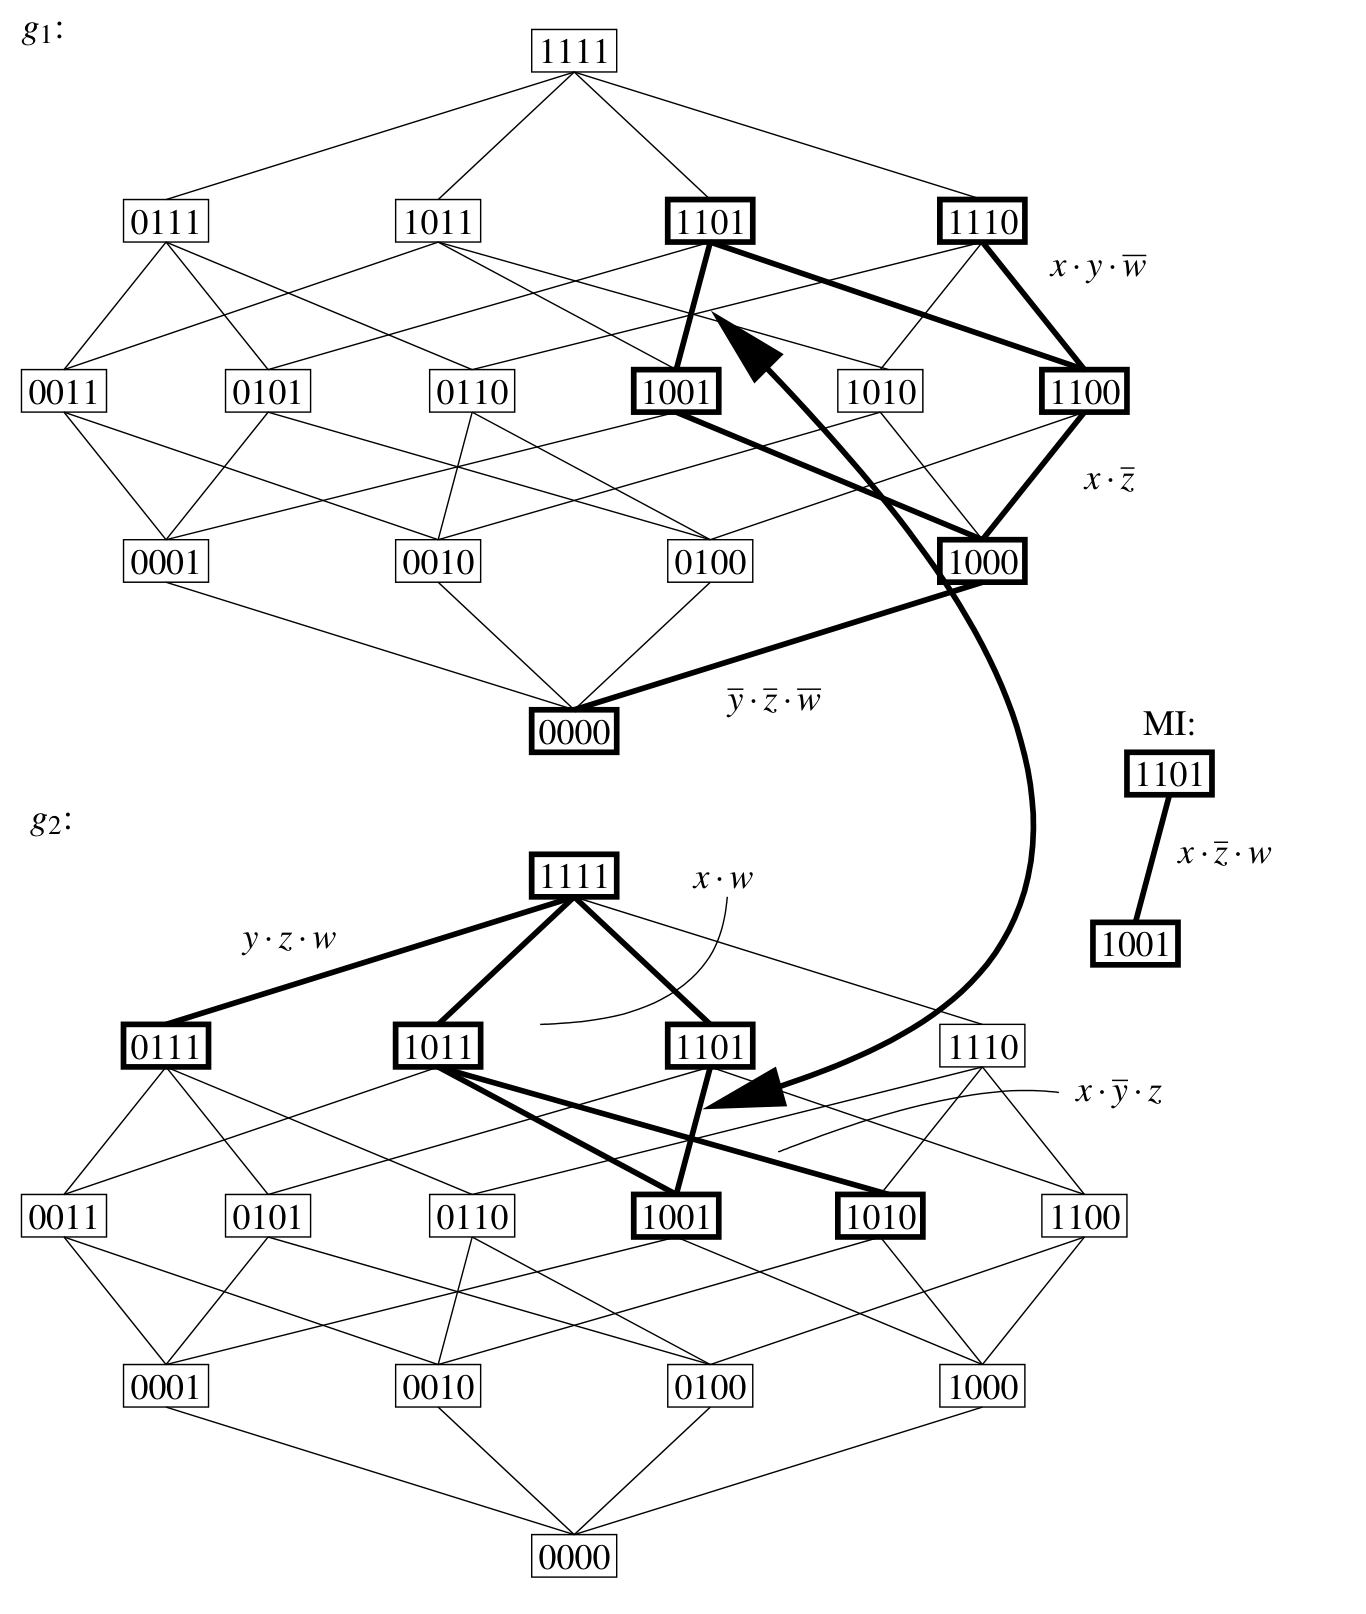 g1:
1111
0111 1011 1101 1110
x · y · w̅
0011 0101 0110 1001 1010 1100
x · z̅
0001 0010 0100 1000
y̅ · z̅ · w̅
0000
MI:
1101
x · z̅ · w
1001
g2:
1111
x · w
y · z · w
0111 1011 1101 1110
x · y̅ · z
0011 0101 0110 1001 1010 1100
0001 0010 0100 1000
0000